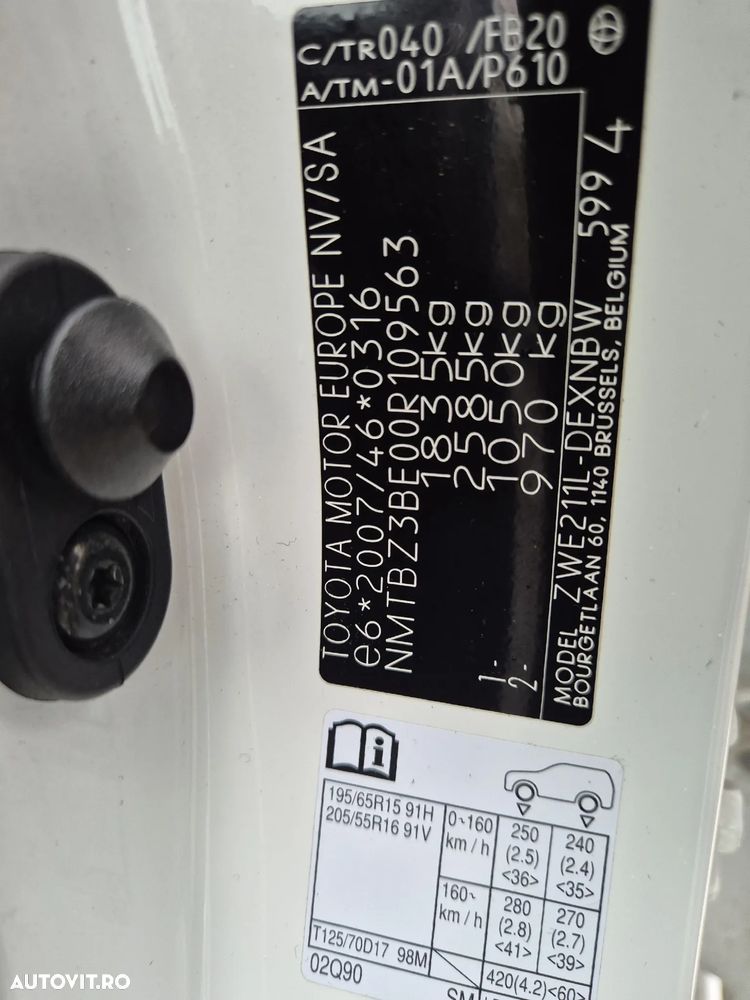 C/TR040 /FB20
A/TM-01A/P610
TOYOTA MOTOR EUROPE NV/SA
e6*2007/46*0316
NMTBZ3BE00R109563
1835kg
2585kg
1- 1050kg
2- 970 kg
MODEL ZWE211L-DEXNBW 599 4
BOURGETLAAN 60, 1140 BRUSSELS, BELGIUM
i
195/65R15 91H
205/55R16 91V
0~160 km/h
250 (2.5) <36>
240 (2.4) <35>
160~ km/h
280 (2.8) <41>
270 (2.7) <39>
T125/70D17 98M
420(4.2)<60>
02Q90
SM
AUTOVIT.RO